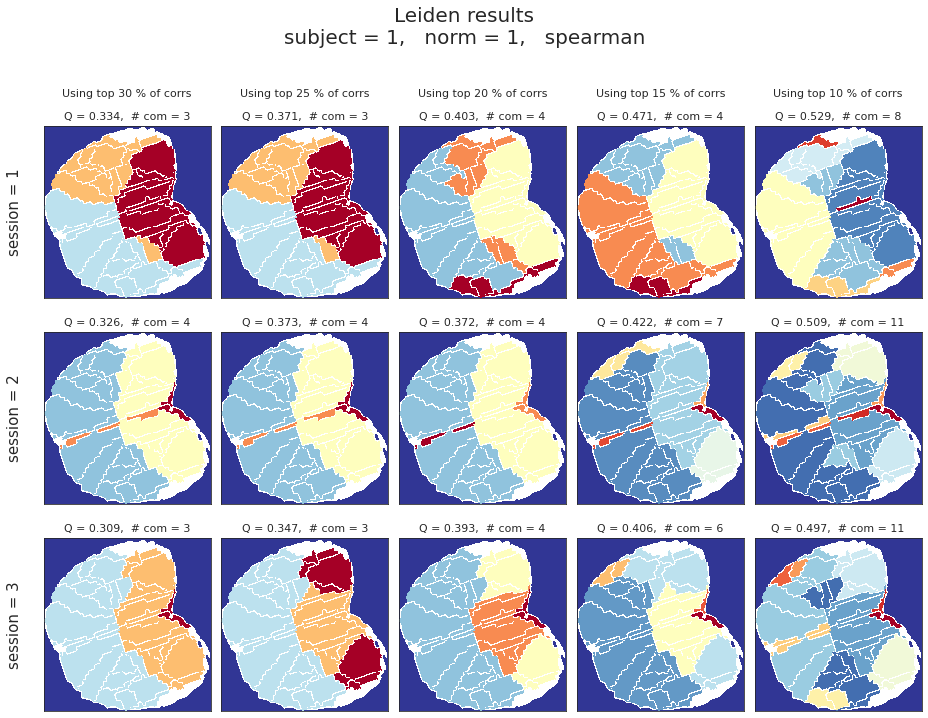 Leiden results
subject = 1,   norm = 1,   spearman
Using top 30 % of corrs
Using top 25 % of corrs
Using top 20 % of corrs
Using top 15 % of corrs
Using top 10 % of corrs
Q = 0.334,  # com = 3
Q = 0.371,  # com = 3
Q = 0.403,  # com = 4
Q = 0.471,  # com = 4
Q = 0.529,  # com = 8
session = 1
Q = 0.326,  # com = 4
Q = 0.373,  # com = 4
Q = 0.372,  # com = 4
Q = 0.422,  # com = 7
Q = 0.509,  # com = 11
session = 2
Q = 0.309,  # com = 3
Q = 0.347,  # com = 3
Q = 0.393,  # com = 4
Q = 0.406,  # com = 6
Q = 0.497,  # com = 11
session = 3